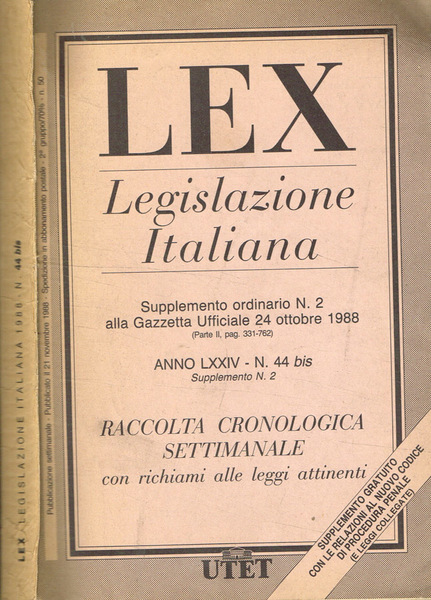 LEX - LEGISLAZIONE ITALIANA 1988 - N. 44 bis
Pubblicazione settimanale - Pubblicato il 21 novembre 1988 - Spedizione in abbonamento postale - 2º gruppo/70% - n. 50
LEX
Legislazione
Italiana
Supplemento ordinario N. 2
alla Gazzetta Ufficiale 24 ottobre 1988
(Parte II, pag. 331-762)
ANNO LXXIV - N. 44 bis
Supplemento N. 2
RACCOLTA CRONOLOGICA
SETTIMANALE
con richiami alle leggi attinenti
SUPPLEMENTO GRATUITO
CON LE RELAZIONI AL NUOVO CODICE
DI PROCEDURA PENALE
(E LEGGI COLLEGATE)
UTET